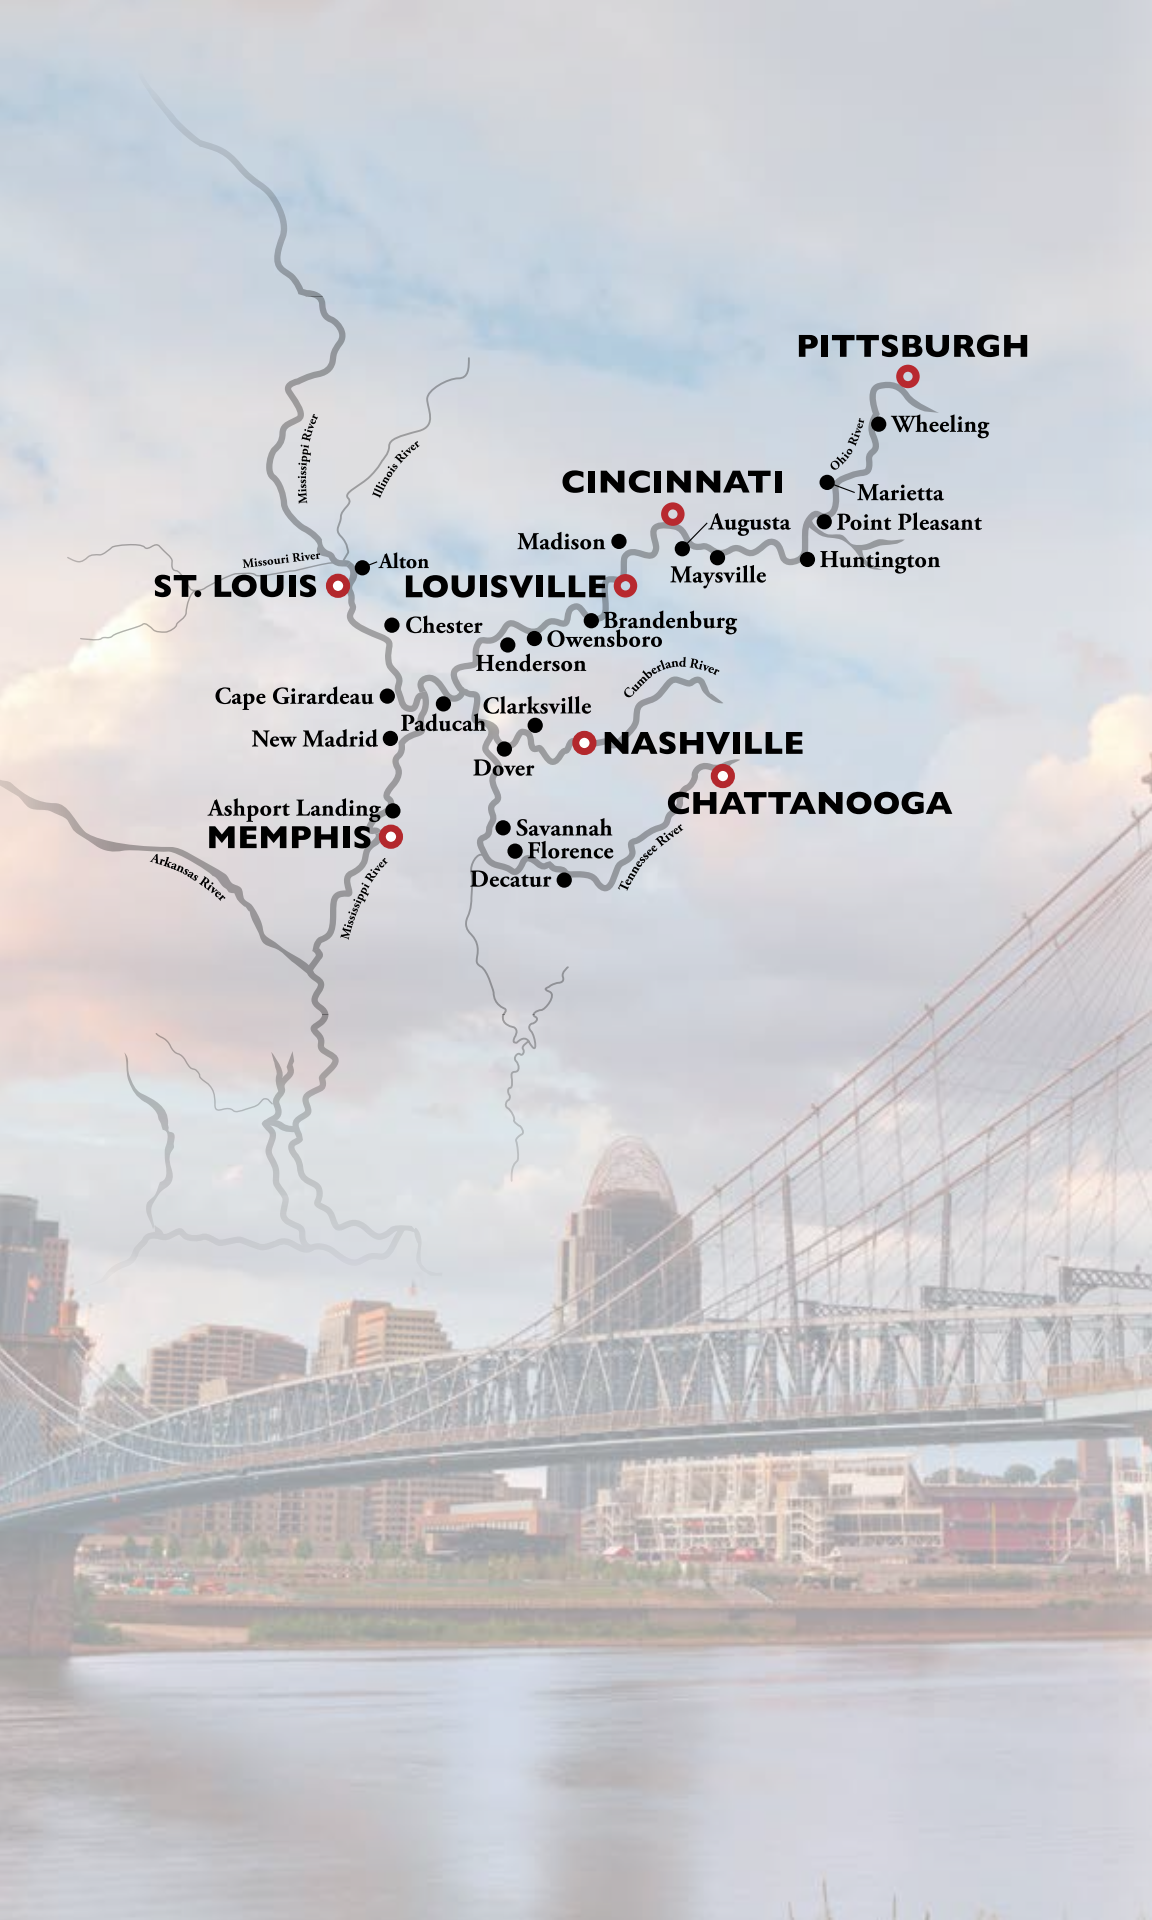 PITTSBURGH
Wheeling
Ohio River
Marietta
Point Pleasant
Huntington
CINCINNATI
Augusta
Maysville
Madison
Mississippi River
Illinois River
Missouri River
Alton
ST. LOUIS
LOUISVILLE
Chester
Brandenburg
Owensboro
Henderson
Cumberland River
Cape Girardeau
Paducah
Clarksville
New Madrid
NASHVILLE
Dover
CHATTANOOGA
Ashport Landing
MEMPHIS
Savannah
Florence
Decatur
Tennessee River
Arkansas River
Mississippi River